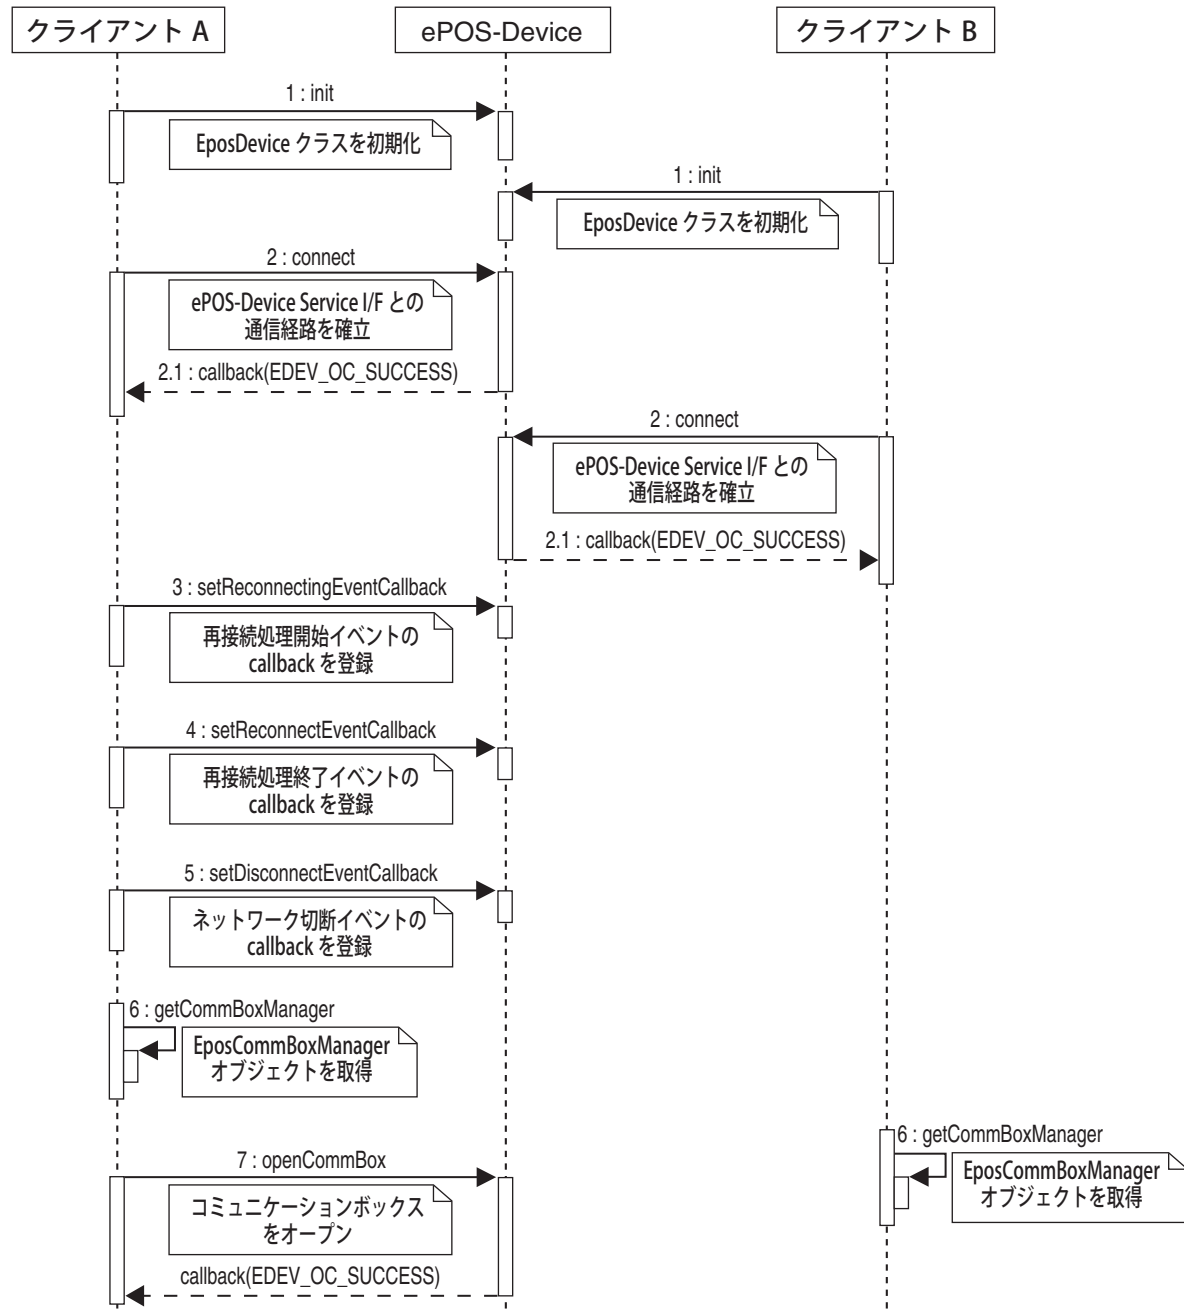 クライアント A
ePOS-Device
クライアント B
1 : init
EposDevice クラスを初期化
1 : init
EposDevice クラスを初期化
2 : connect
ePOS-Device Service I/F との
通信経路を確立
2.1 : callback(EDEV_OC_SUCCESS)
2 : connect
ePOS-Device Service I/F との
通信経路を確立
2.1 : callback(EDEV_OC_SUCCESS)
3 : setReconnectingEventCallback
再接続処理開始イベントの
callback を登録
4 : setReconnectEventCallback
再接続処理終了イベントの
callback を登録
5 : setDisconnectEventCallback
ネットワーク切断イベントの
callback を登録
6 : getCommBoxManager
EposCommBoxManager
オブジェクトを取得
6 : getCommBoxManager
EposCommBoxManager
オブジェクトを取得
7 : openCommBox
コミュニケーションボックス
をオープン
callback(EDEV_OC_SUCCESS)